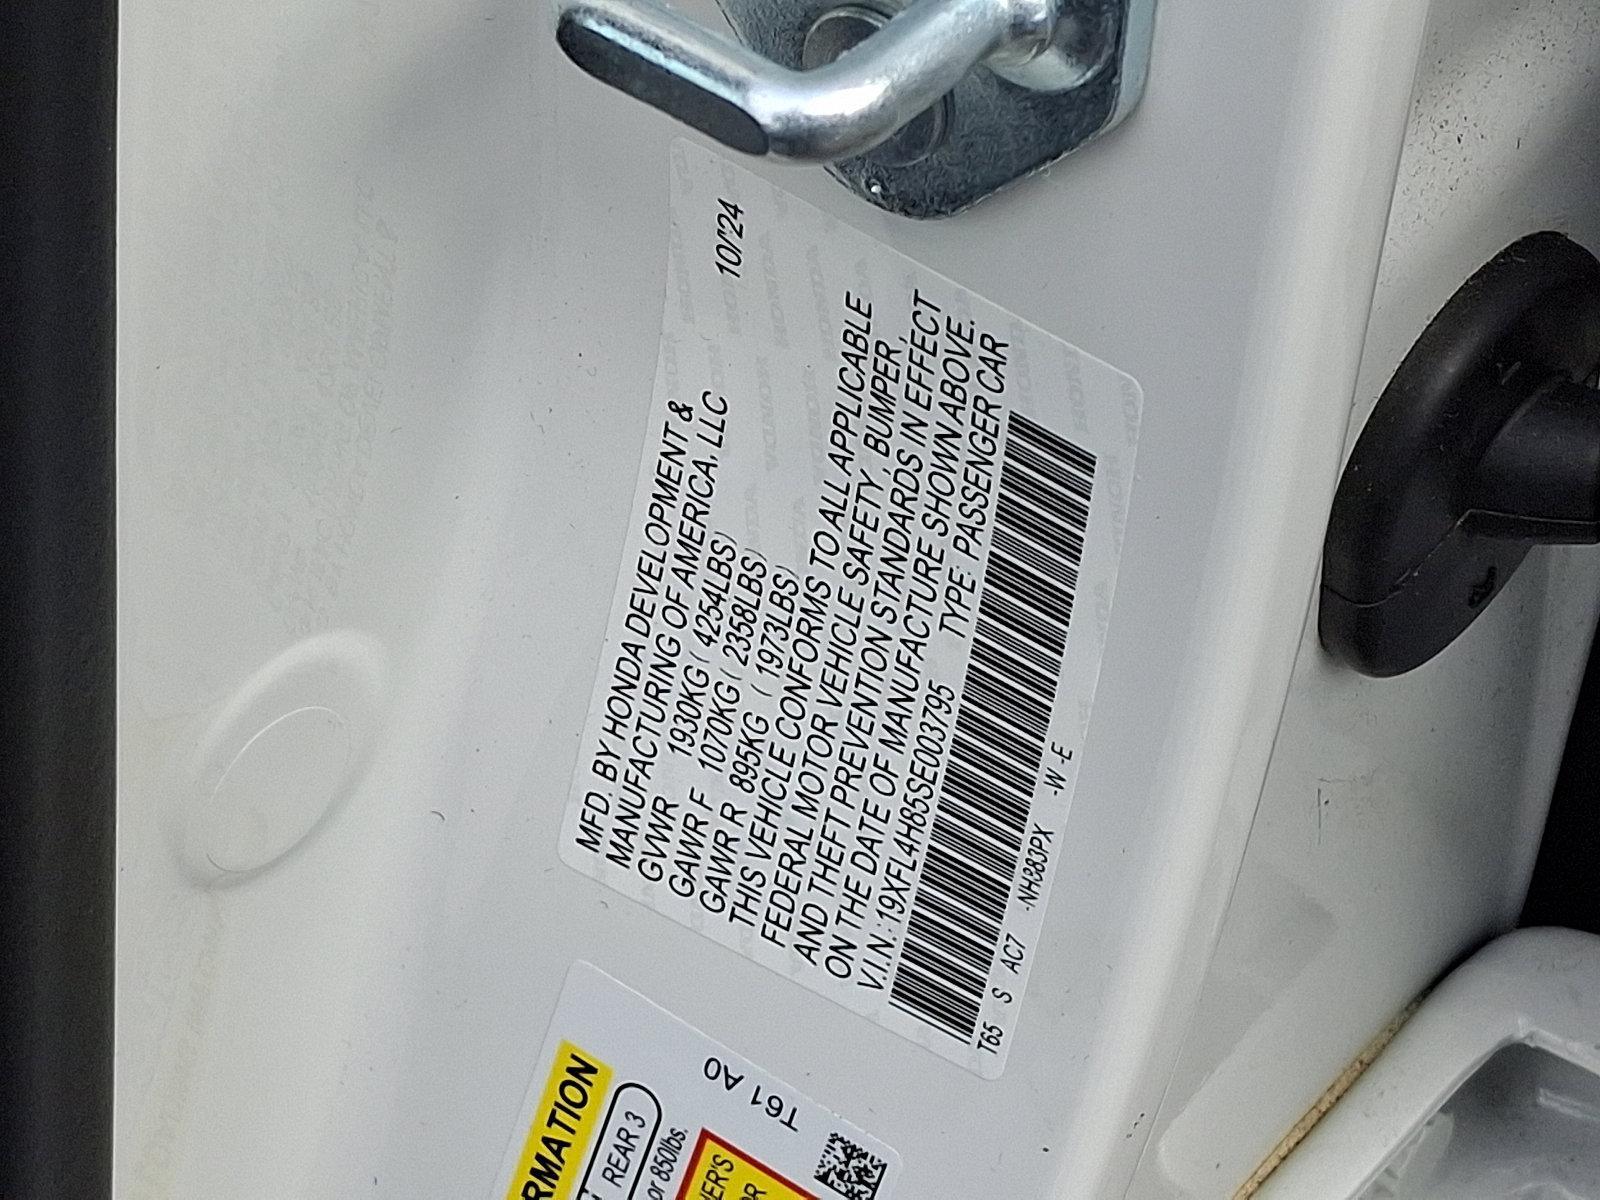 10/'24
MFD. BY HONDA DEVELOPMENT &
MANUFACTURING OF AMERICA, LLC
GVWR 1930KG ( 4254LBS)
GAWR F 1070KG ( 2358LBS)
GAWR R 895KG ( 1973LBS)
THIS VEHICLE CONFORMS TO ALL APPLICABLE
FEDERAL MOTOR VEHICLE SAFETY, BUMPER,
AND THEFT PREVENTION STANDARDS IN EFFECT
ON THE DATE OF MANUFACTURE SHOWN ABOVE.
V.I.N.: 19XFL4H85SE003795 TYPE: PASSENGER CAR
T65 S AC7 -NH883PX -W -E
T61 A0
RMATION
REAR 3
or 850lbs.
HER'S
OR